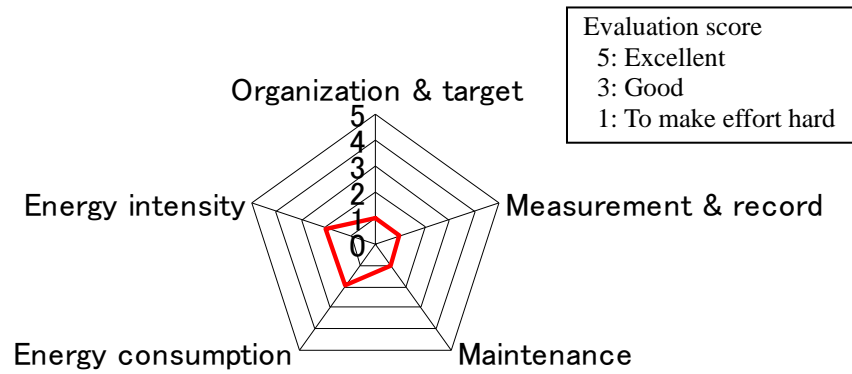 Evaluation score
5: Excellent
3: Good
1: To make effort hard
Organization & target
5
4
3
2
1
0
Energy intensity
Measurement & record
Energy consumption
Maintenance